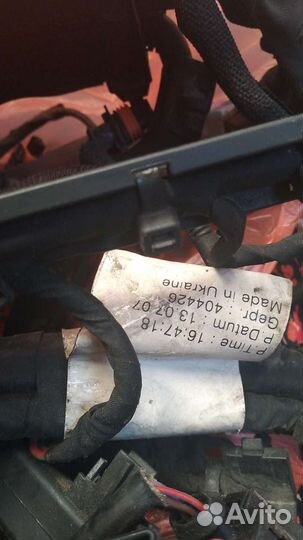 P.Time : 16:47:18
P.Datum : 13.07.07
Gepr.: 404426
Made in Ukraine
Avito